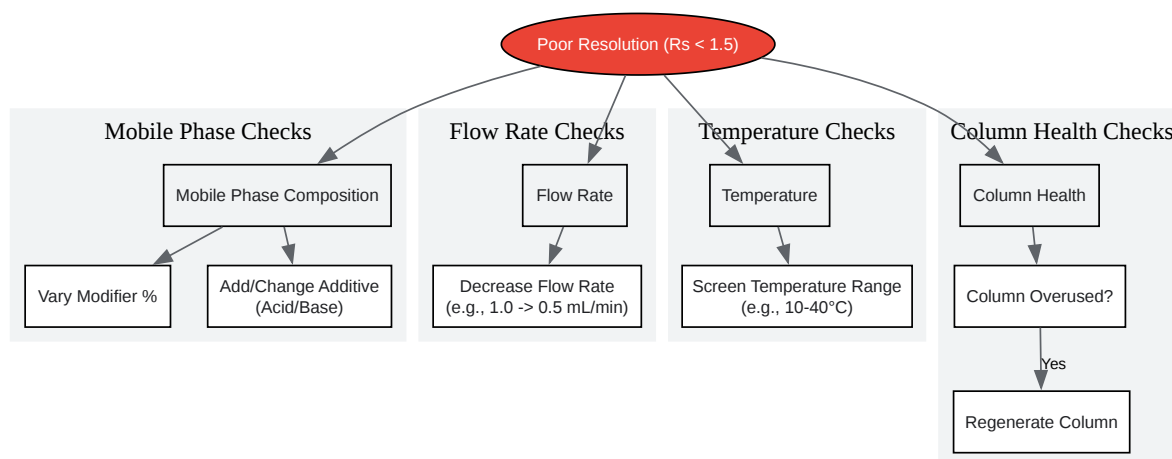 Poor Resolution (Rs < 1.5)
Mobile Phase Checks
Flow Rate Checks
Temperature Checks
Column Health Checks
Mobile Phase Composition
Flow Rate
Temperature
Column Health
Vary Modifier %
Add/Change Additive
(Acid/Base)
Decrease Flow Rate
(e.g., 1.0 -> 0.5 mL/min)
Screen Temperature Range
(e.g., 10-40°C)
Column Overused?
Yes
Regenerate Column